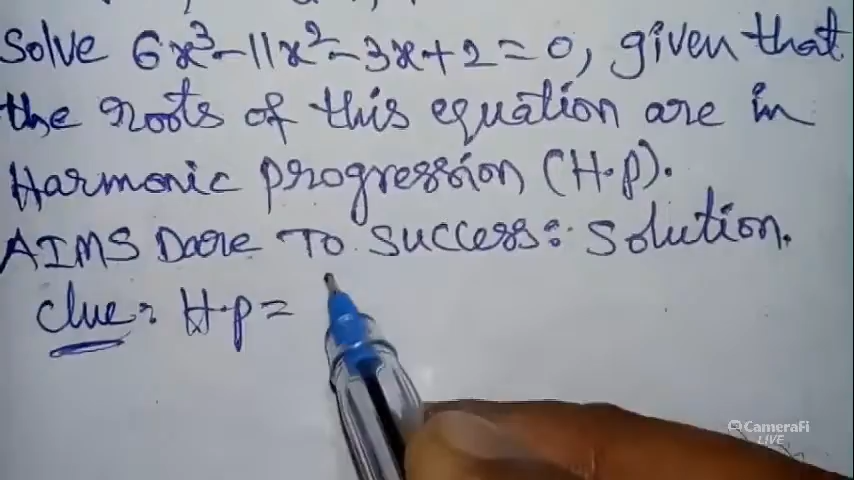 Solve 6x³-11x²-3x+2=0, given that
the roots of this equation are in
Harmonic progression (H.p).
AIMS Dare To Success: Solution.
Clue: H.p =
CameraFi
LIVE